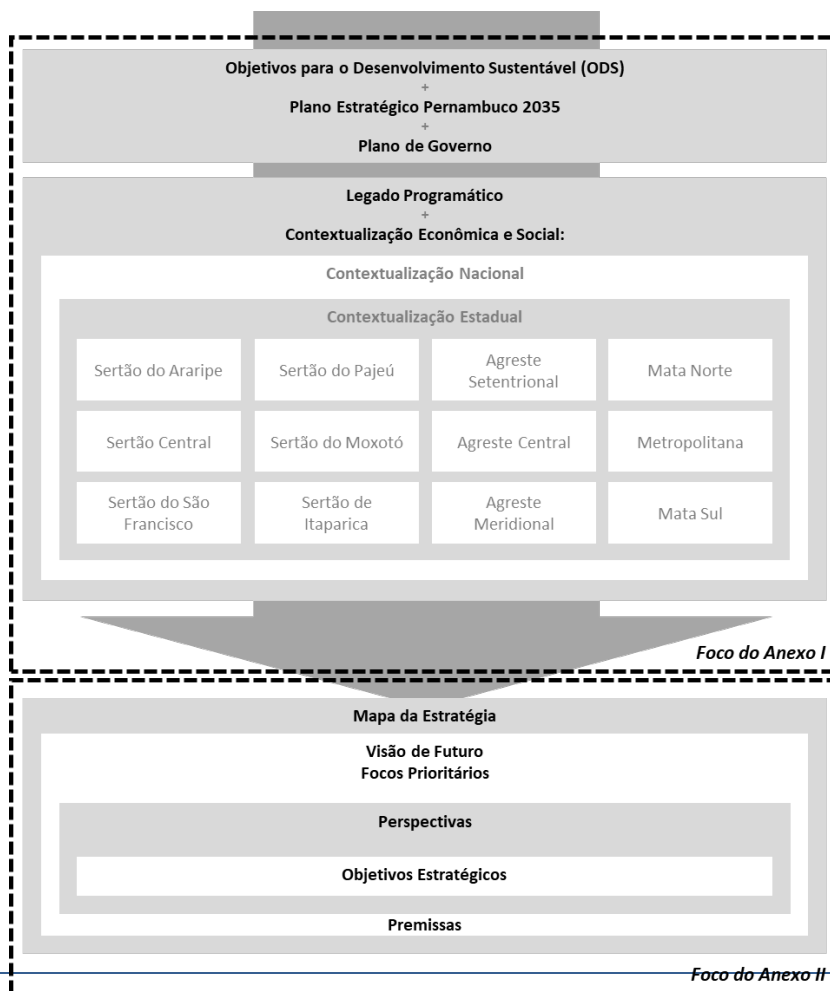 Objetivos para o Desenvolvimento Sustentável (ODS)
+
Plano Estratégico Pernambuco 2035
+
Plano de Governo
Legado Programático
+
Contextualização Econômica e Social:
Contextualização Nacional
Contextualização Estadual
Sertão do Araripe
Sertão do Pajeú
Agreste
Setentrional
Mata Norte
Sertão Central
Sertão do Moxotó
Agreste Central
Metropolitana
Sertão do São
Francisco
Sertão de
Itaparica
Agreste
Meridional
Mata Sul
Foco do Anexo I
Mapa da Estratégia
Visão de Futuro
Focos Prioritários
Perspectivas
Objetivos Estratégicos
Premissas
Foco do Anexo II